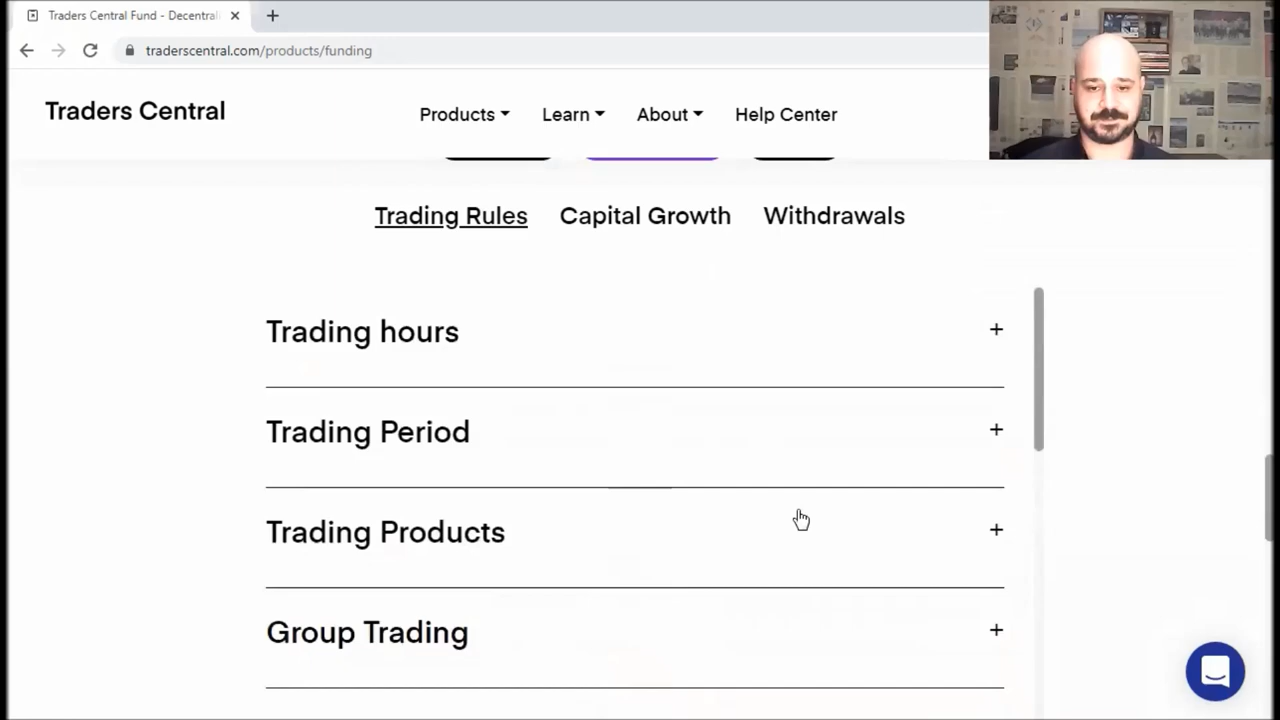 Traders Central Fund - Decentral
traderscentral.com/products/funding
Traders Central
Products
Learn
About
Help Center
Trading Rules
Capital Growth
Withdrawals
Trading hours
Trading Period
Trading Products
Group Trading